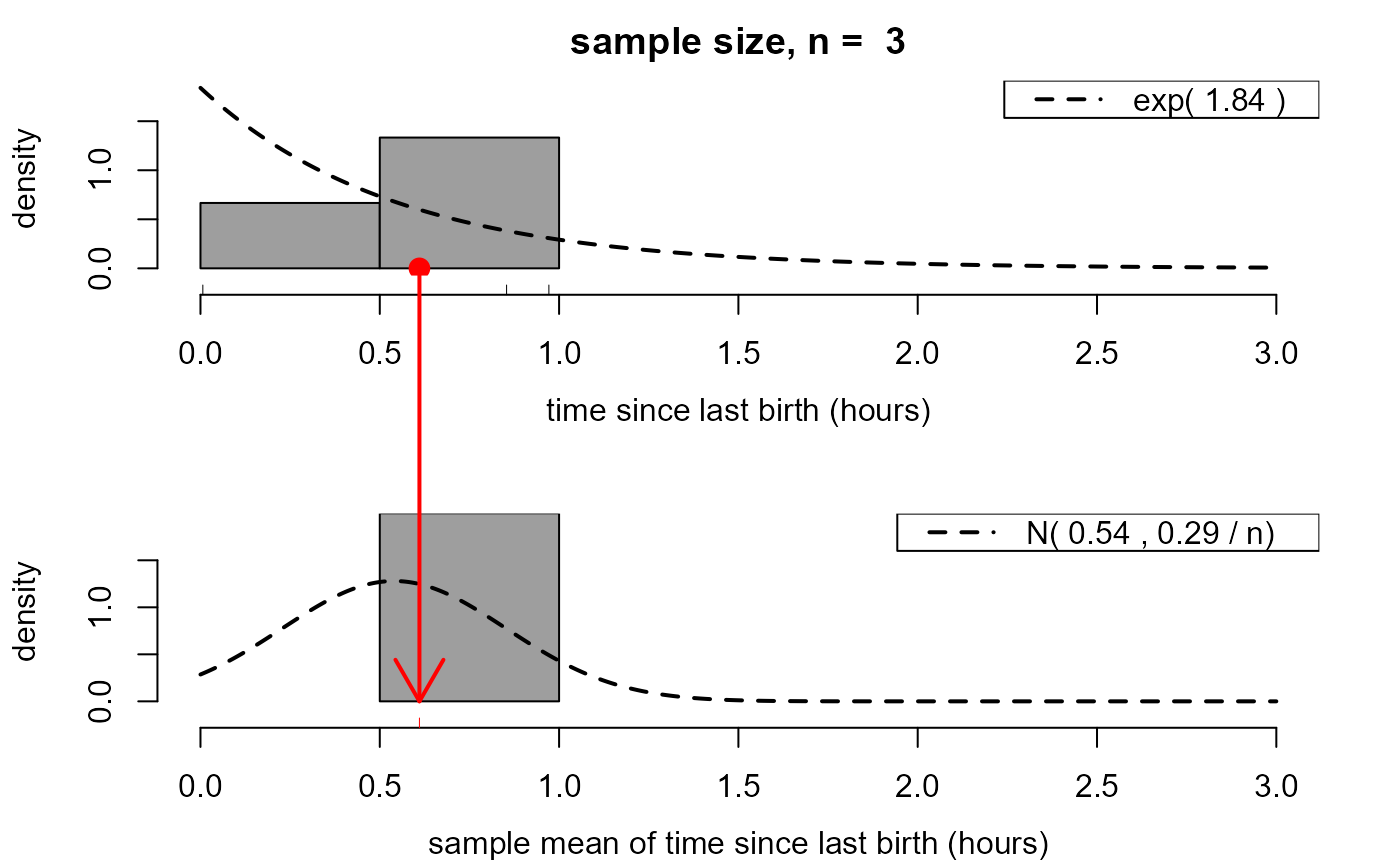 sample size, n = 3
exp( 1.84 )
density
0.0 1.0
0.0 0.5 1.0 1.5 2.0 2.5 3.0
time since last birth (hours)
N( 0.54 , 0.29 / n)
density
0.0 1.0
0.0 0.5 1.0 1.5 2.0 2.5 3.0
sample mean of time since last birth (hours)